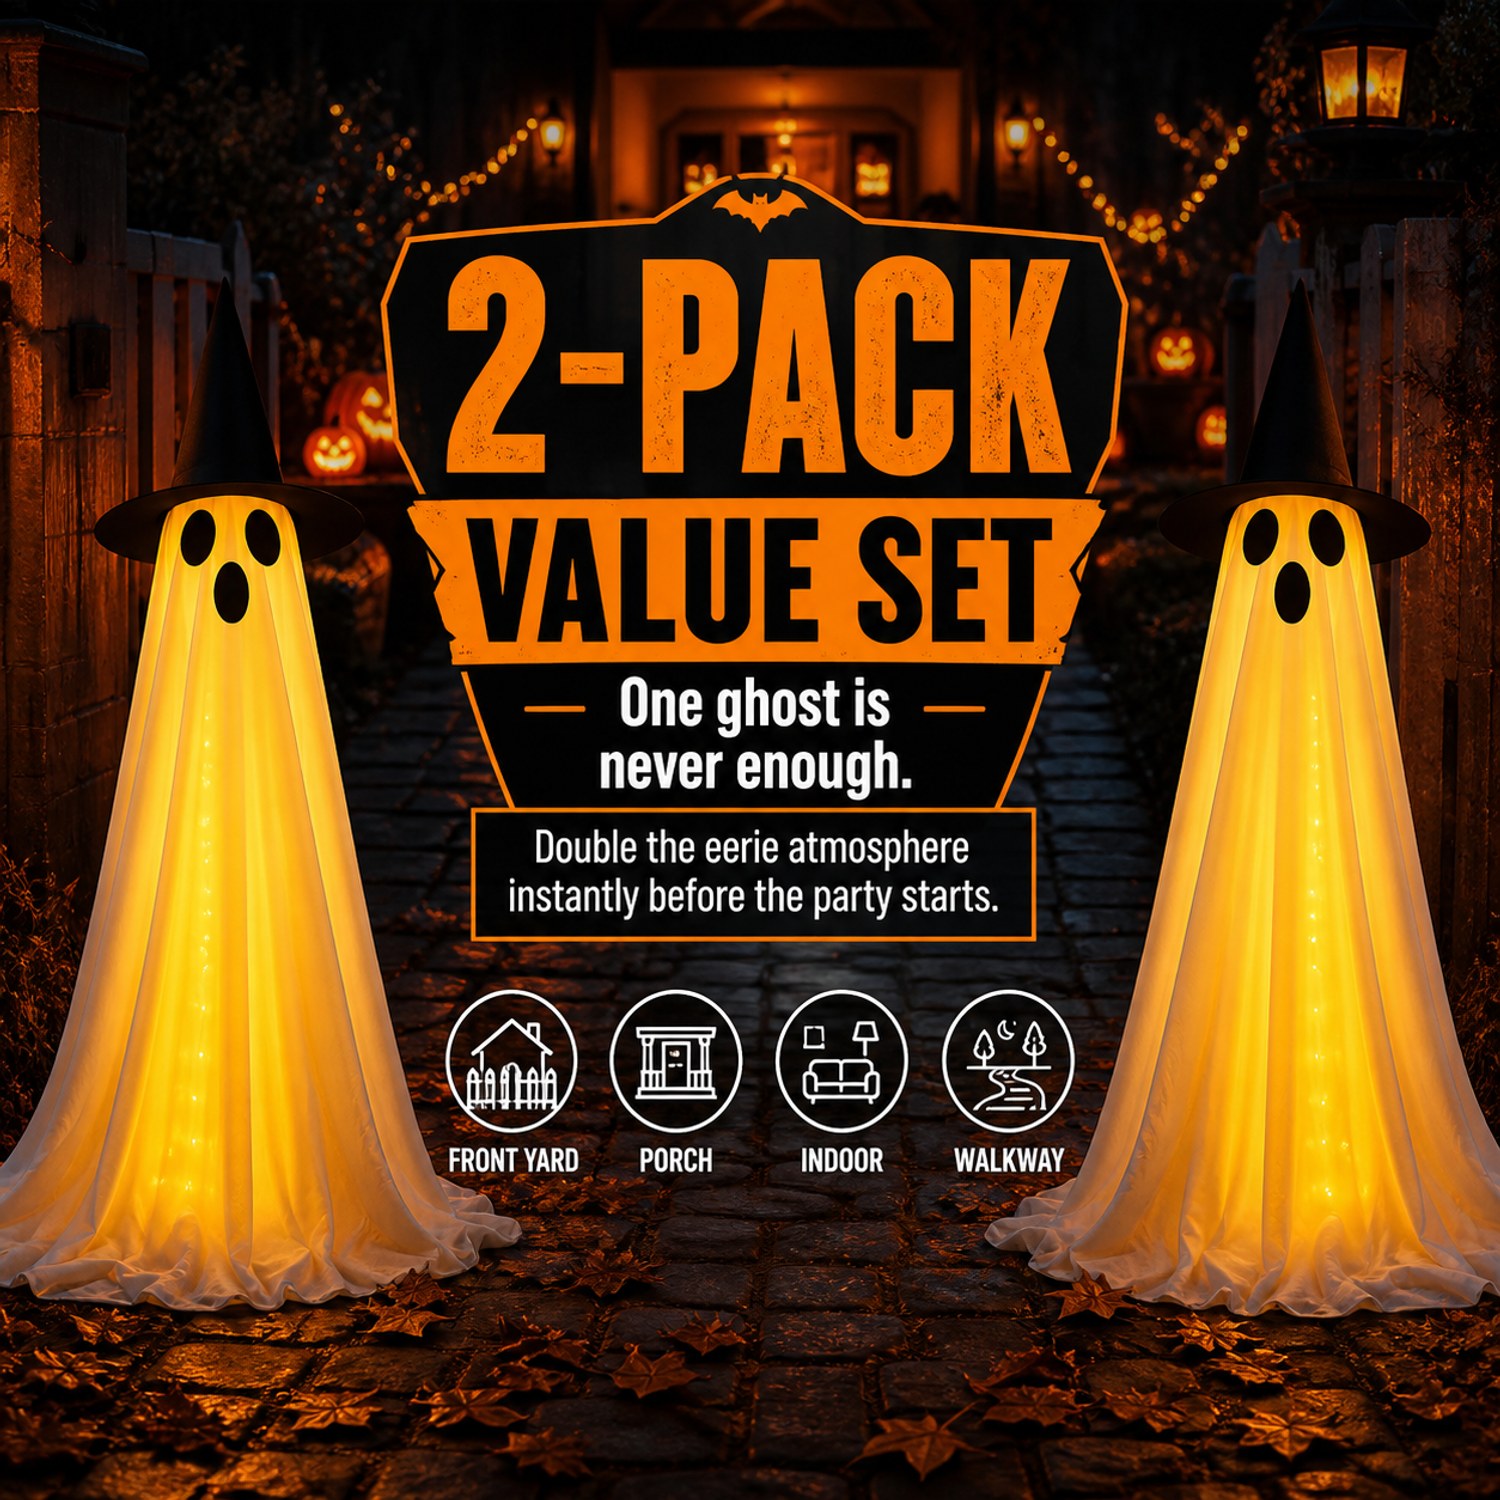 2-PACK
VALUE SET
One ghost is
never enough.
Double the eerie atmosphere
instantly before the party starts.
FRONT YARD
PORCH
INDOOR
WALKWAY